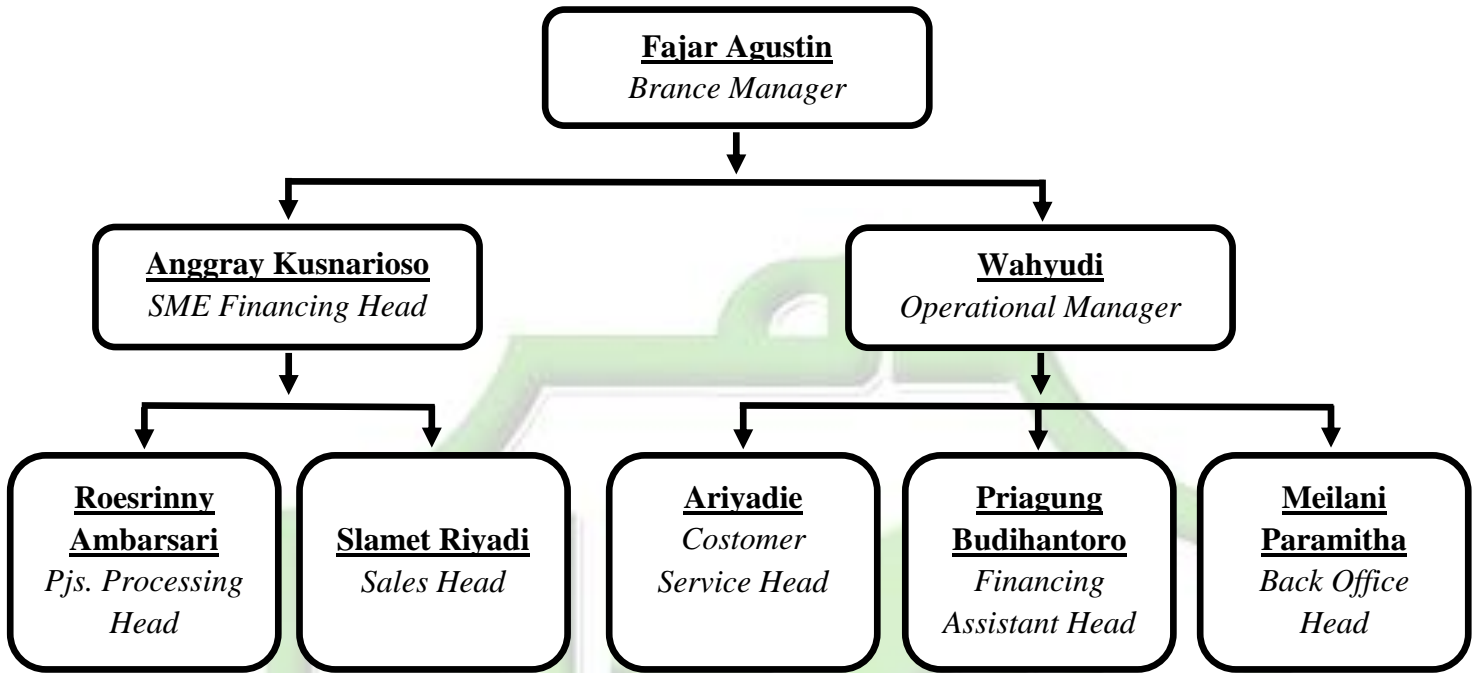 Fajar Agustin
Brance Manager
Anggray Kusnarioso
SME Financing Head
Wahyudi
Operational Manager
Roesrinny
Ambarsari
Pjs. Processing
Head
Slamet Riyadi
Sales Head
Ariyadie
Costomer
Service Head
Priagung
Budihantoro
Financing
Assistant Head
Meilani
Paramitha
Back Office
Head